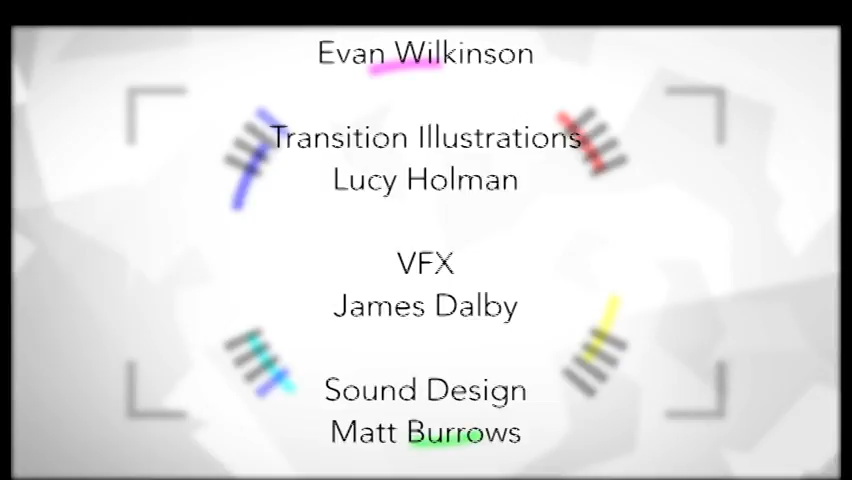 Evan Wilkinson
Transition Illustrations
Lucy Holman
VFX
James Dalby
Sound Design
Matt Burrows